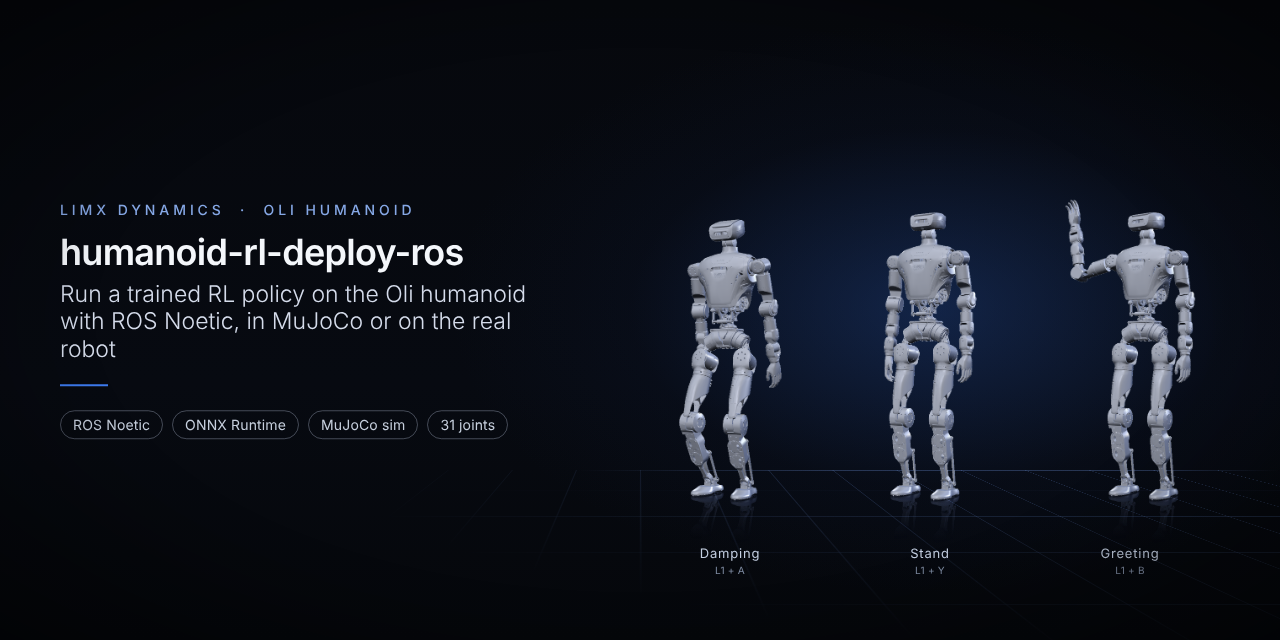 LIMX DYNAMICS · OLI HUMANOID
humanoid-rl-deploy-ros
Run a trained RL policy on the Oli humanoid
with ROS Noetic, in MuJoCo or on the real
robot
ROS Noetic
ONNX Runtime
MuJoCo sim
31 joints
Damping
L1 + A
Stand
L1 + Y
Greeting
L1 + B